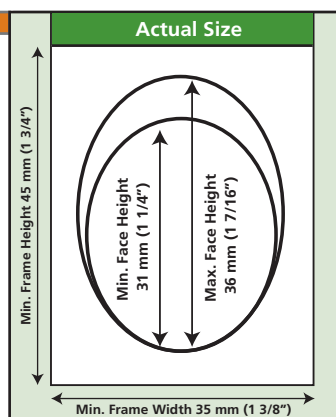 Actual Size
Min. Frame Height 45 mm (1 3/4”)
Min. Face Height
31 mm (1 1/4”)
Max. Face Height
36 mm (1 7/16”)
Min. Frame Width 35 mm (1 3/8”)